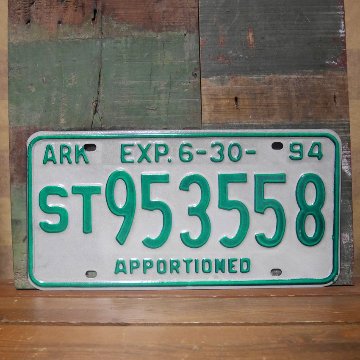 ARK EXP. 6-30- 94
ST953558
APPORTIONED